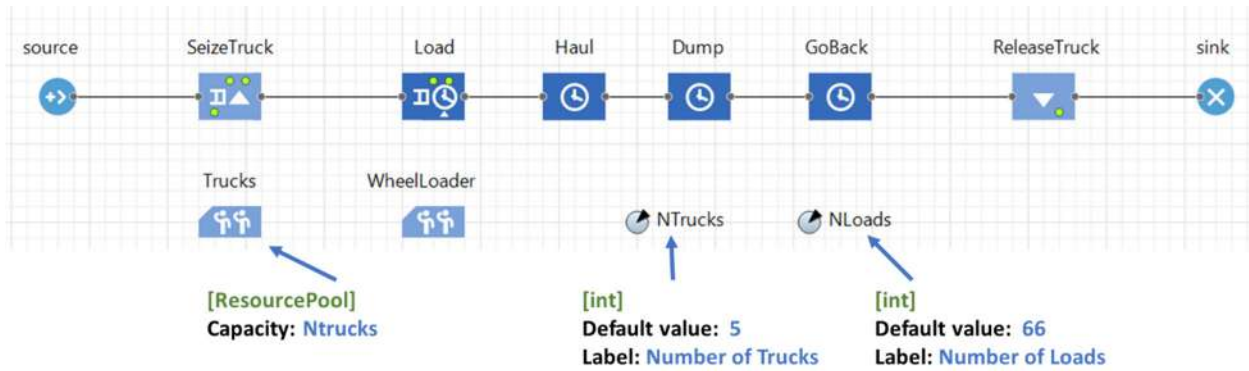 source SeizeTruck Load Haul Dump GoBack ReleaseTruck sink
Trucks WheelLoader
NTrucks NLoads
[ResourcePool] [int] [int]
Capacity: Ntrucks Default value: 5 Default value: 66
Label: Number of Trucks Label: Number of Loads